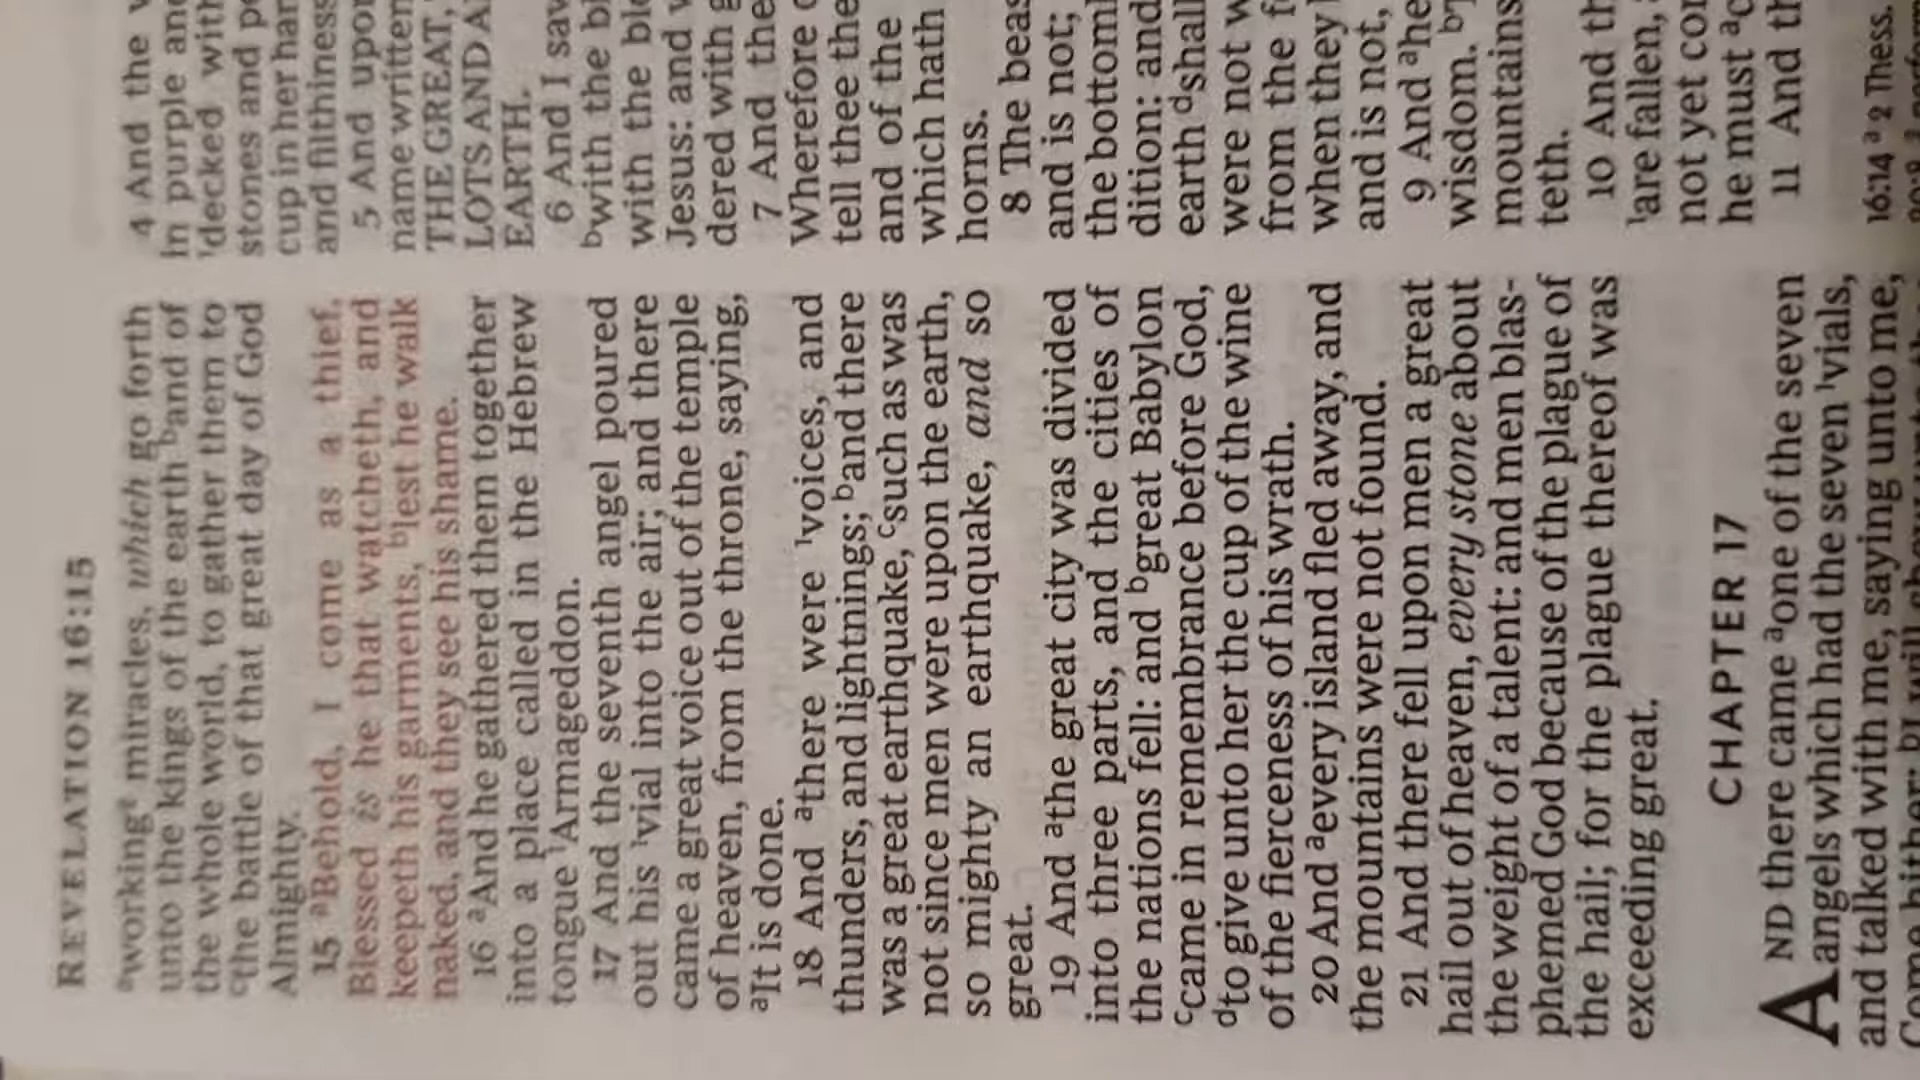 REVELATION 16:15
ᵃworkingᵃ miracles, which go forth
unto the kings of the earth ᵇand of
the whole world, to gather them to
ᶜthe battle of that great day of God
Almighty.
15 ᵃBehold, I come as a thief.
Blessed is he that watcheth, and
keepeth his garments, ᵇlest he walk
naked, and they see his shame.
16 ᵃAnd he gathered them together
into a place called in the Hebrew
tongue ¹Armageddon.
17 And the seventh angel poured
out his ¹vial into the air; and there
came a great voice out of the temple
of heaven, from the throne, saying,
ᵃIt is done.
18 And ᵃthere were ¹voices, and
thunders, and lightnings; ᵇand there
was a great earthquake, ᶜsuch as was
not since men were upon the earth,
so mighty an earthquake, and so
great.
19 And ᵃthe great city was divided
into three parts, and the cities of
the nations fell: and ᵇgreat Babylon
ᶜcame in remembrance before God,
ᵈto give unto her the cup of the wine
of the fierceness of his wrath.
20 And ᵃevery island fled away, and
the mountains were not found.
21 And there fell upon men a great
hail out of heaven, every stone about
the weight of a talent: and men blas-
phemed God because of the plague of
the hail; for the plague thereof was
exceeding great.
CHAPTER 17
AND there came ᵃone of the seven
angels which had the seven ¹vials,
and talked with me, saying unto me,
4 And the
in purple and
¹decked with
stones and
cup in her
and filthiness
5 And upon
name written
THE GREAT,
LOTS AND
EARTH.
6 And I saw
ᵇwith the
with the
Jesus: and
dered with
7 And the
Wherefore
tell thee the
and of the
which hath
horns.
8 The
and is not;
the
dition: and
earth ᵈshall
were not
from the
when they
and is not,
9 And ᵃhe
wisdom.
mountains
teeth.
10 And
¹are fallen,
not yet
he must
11 And
16:14 ᵃ 2 Thess.